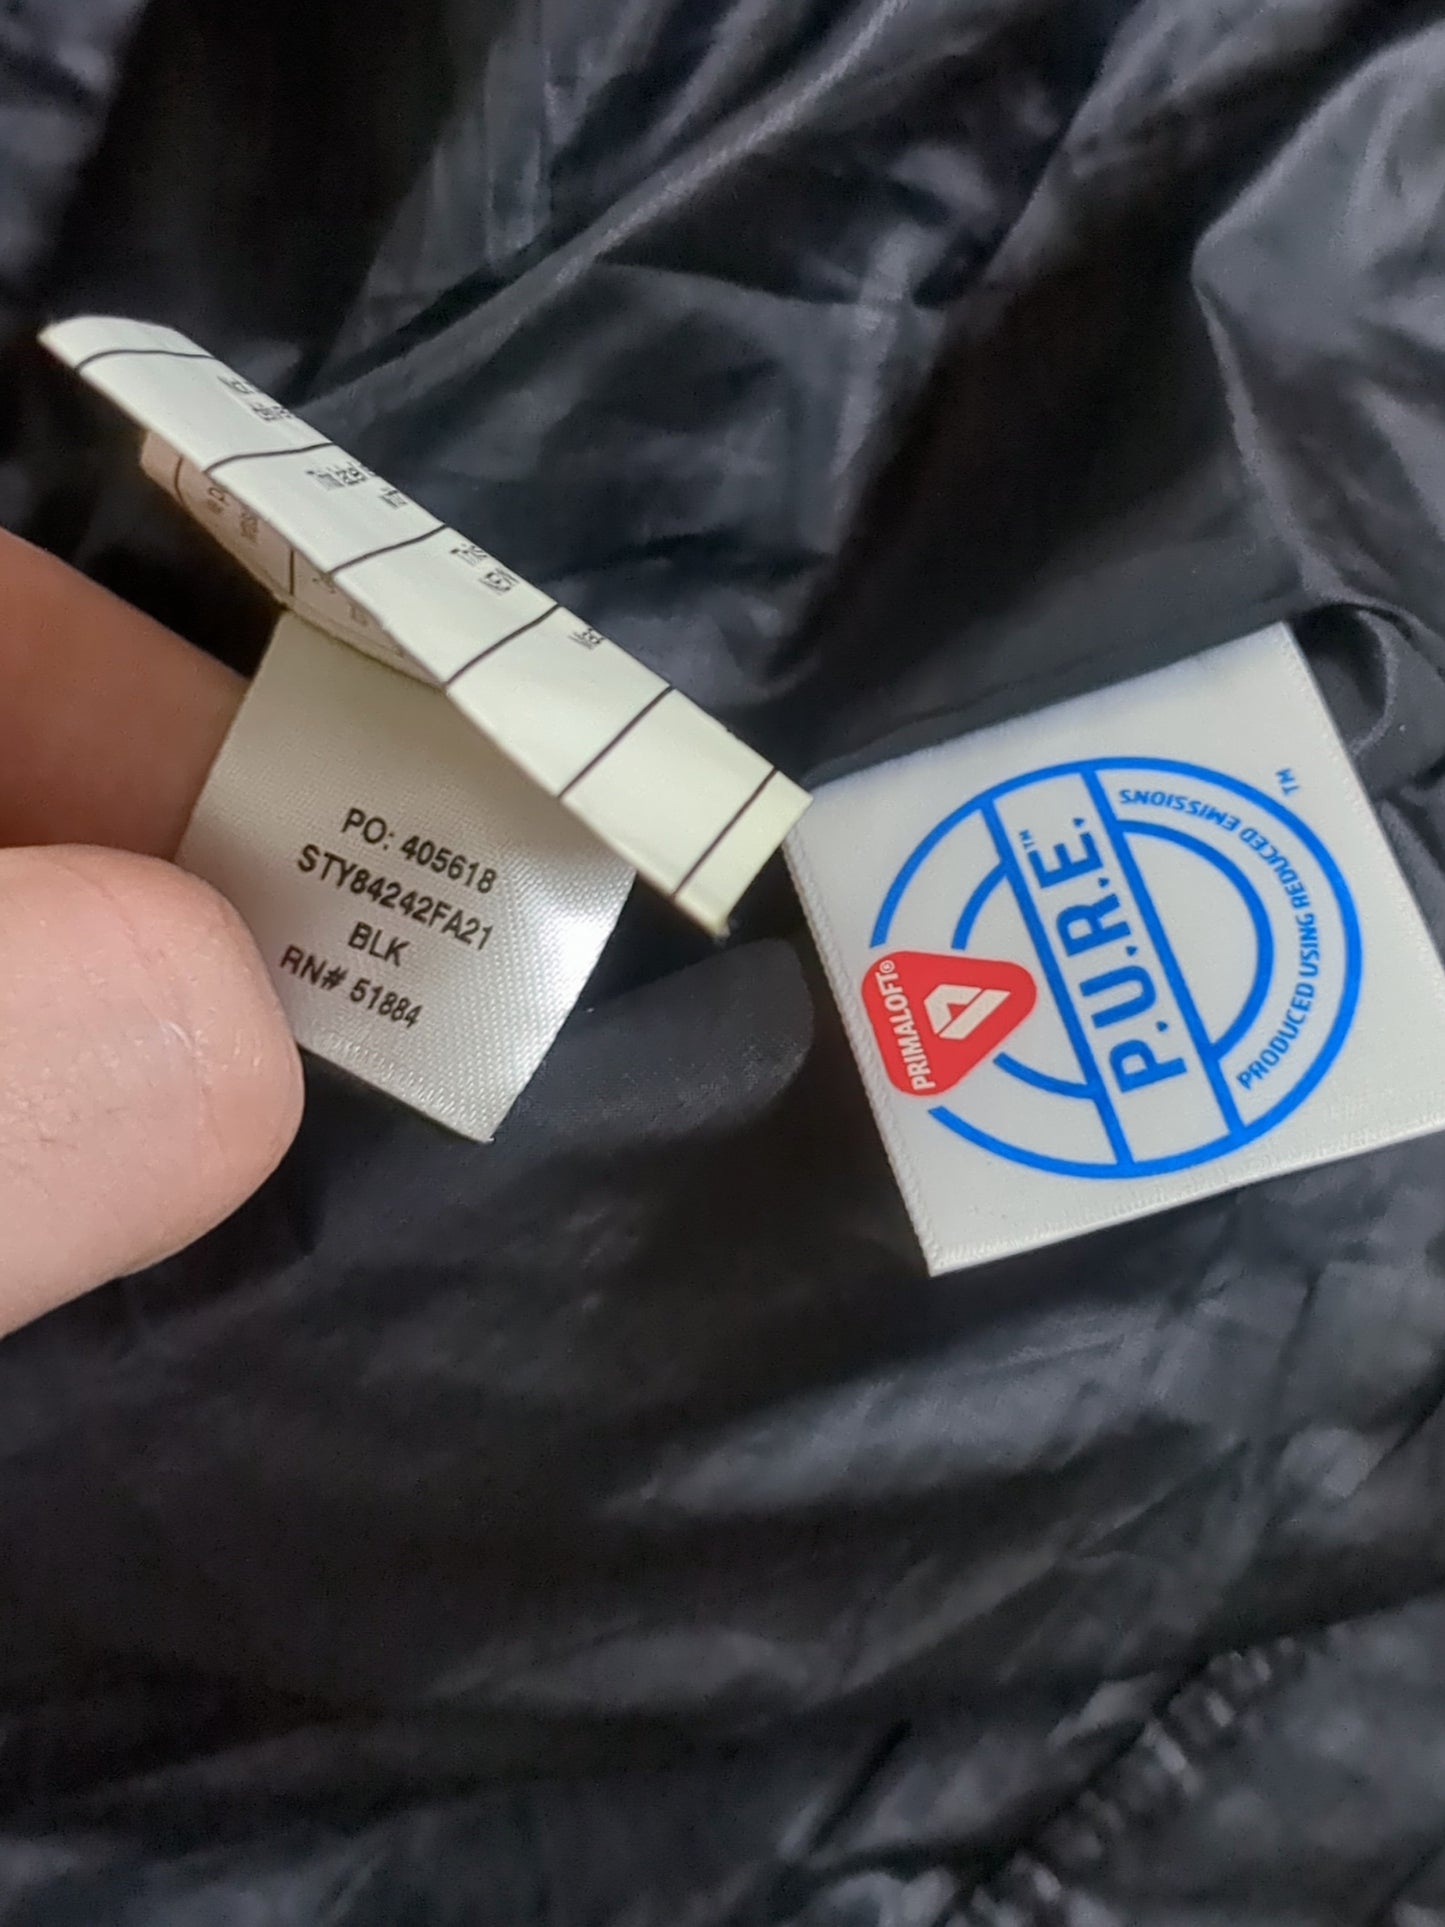 PO: 405618
STY84242FA21
BLK
RN# 51884
PRIMALOFT®
P.U.R.E.™
PRODUCED USING REDUCED EMISSIONS
TM